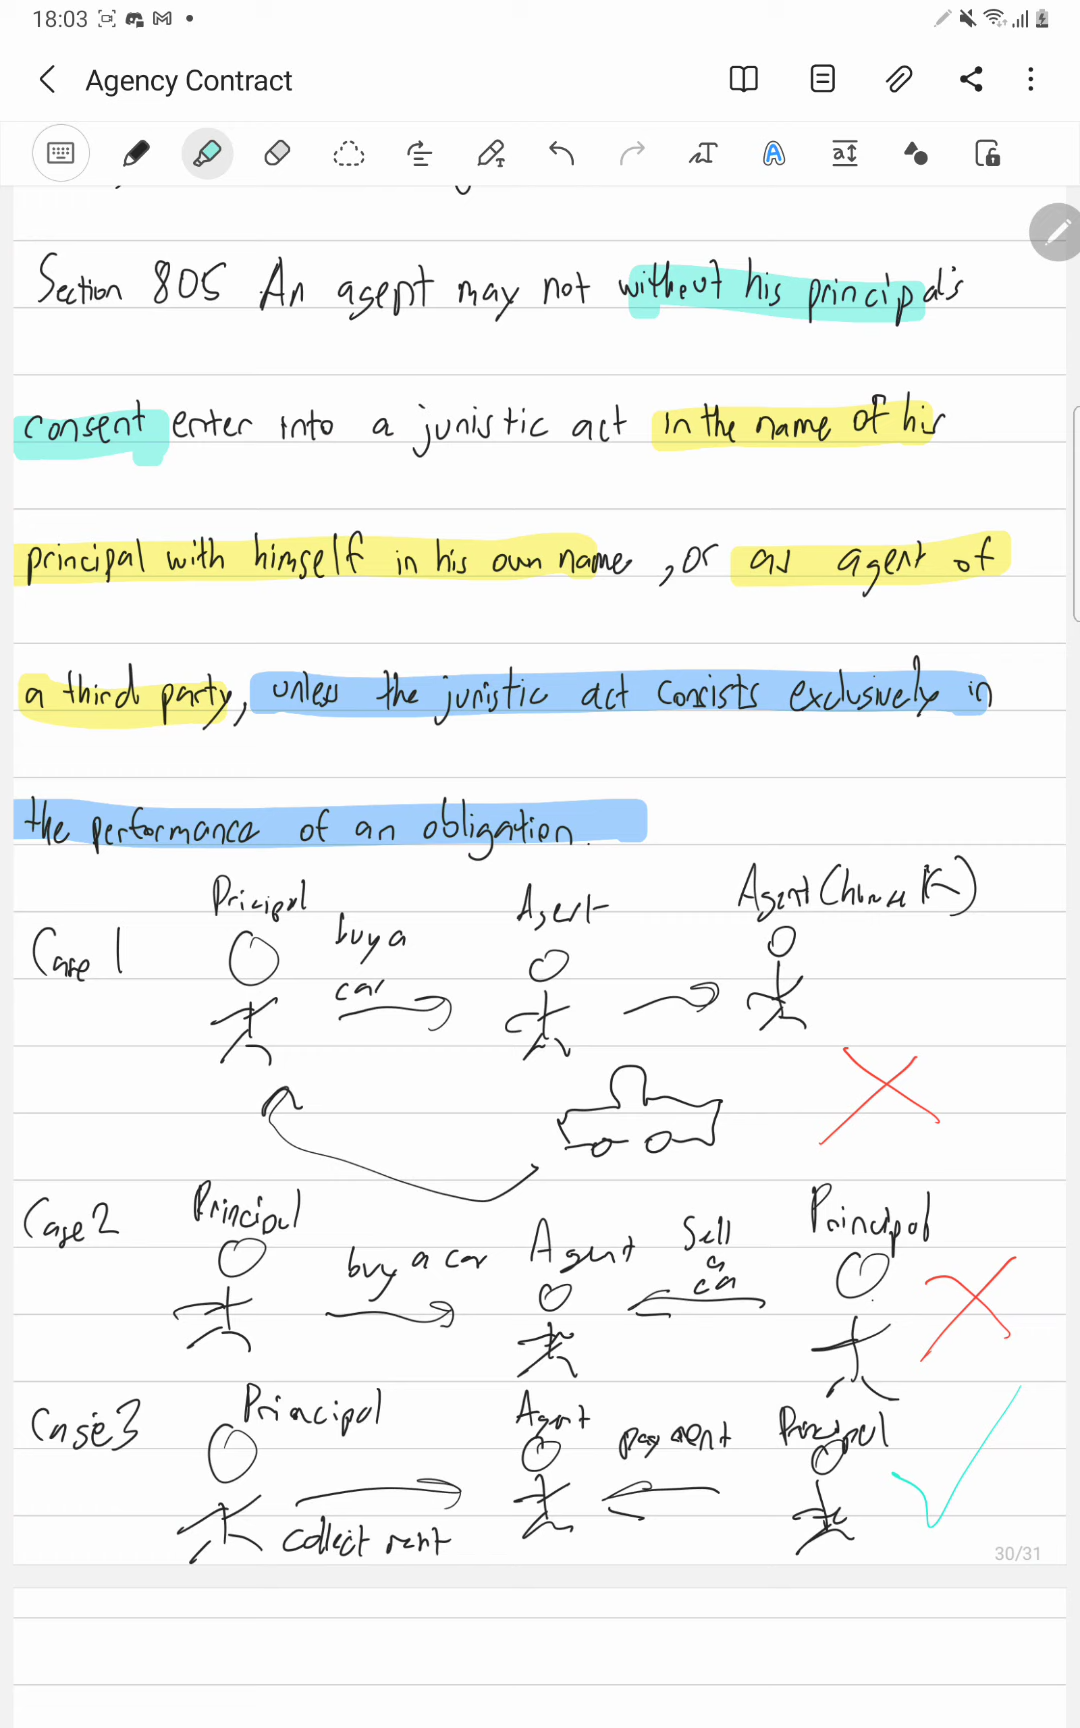 18:03
Agency Contract
Section 805 An agent may not without his principal's
consent enter into a juristic act in the name of his
principal with himself in his own name, or as agent of
a third party, unless the juristic act consists exclusively in
the performance of an obligation.
Case 1
Pricipal
buy a
car
Agent
Agent
Case 2
Principal
buy a car
Agent
Sell
a
car
Principal
Case 3
Principal
collect rent
Agent
payment
Principal
30/31